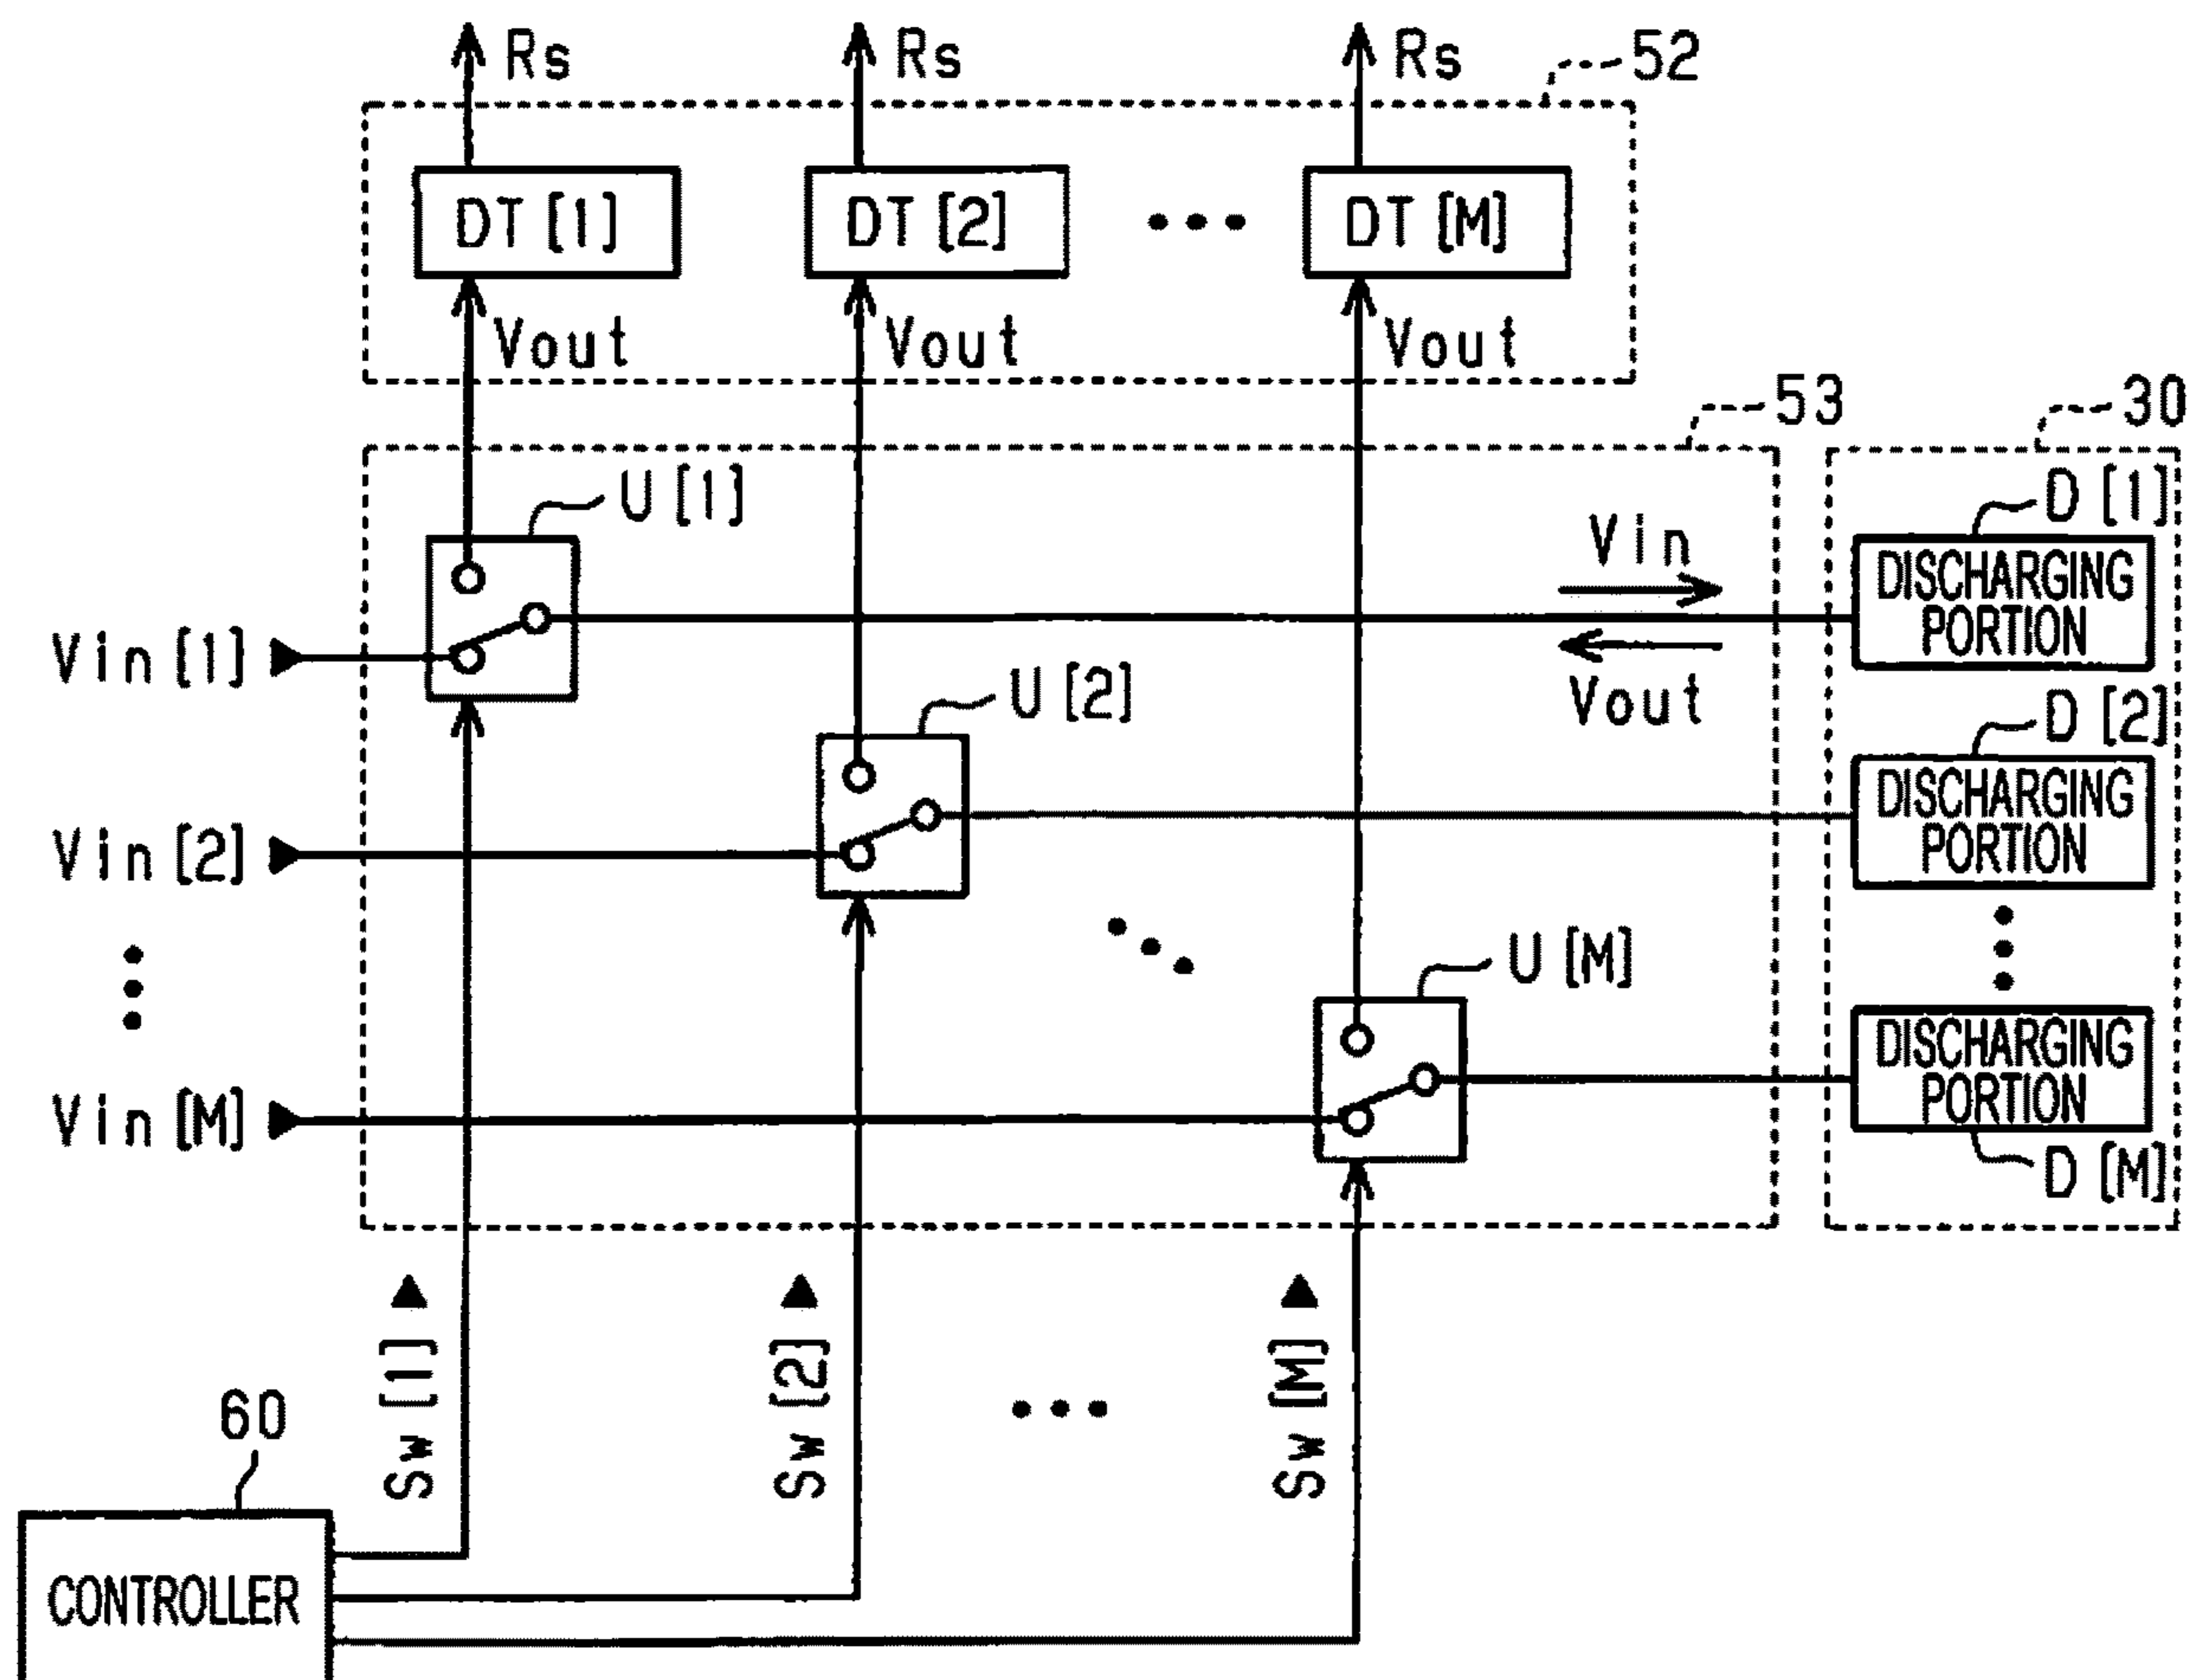 Rs Rs Rs 52
DT [1] DT [2] ••• DT [M]
Vout Vout Vout
53 30
U [1] D [1]
Vin
DISCHARGING
PORTION
Vin [1]
Vout
U [2] D [2]
DISCHARGING
PORTION
Vin [2]
U [M]
DISCHARGING
PORTION
Vin [M]
D [M]
Sw [1] Sw [2] ••• Sw [M]
60
CONTROLLER